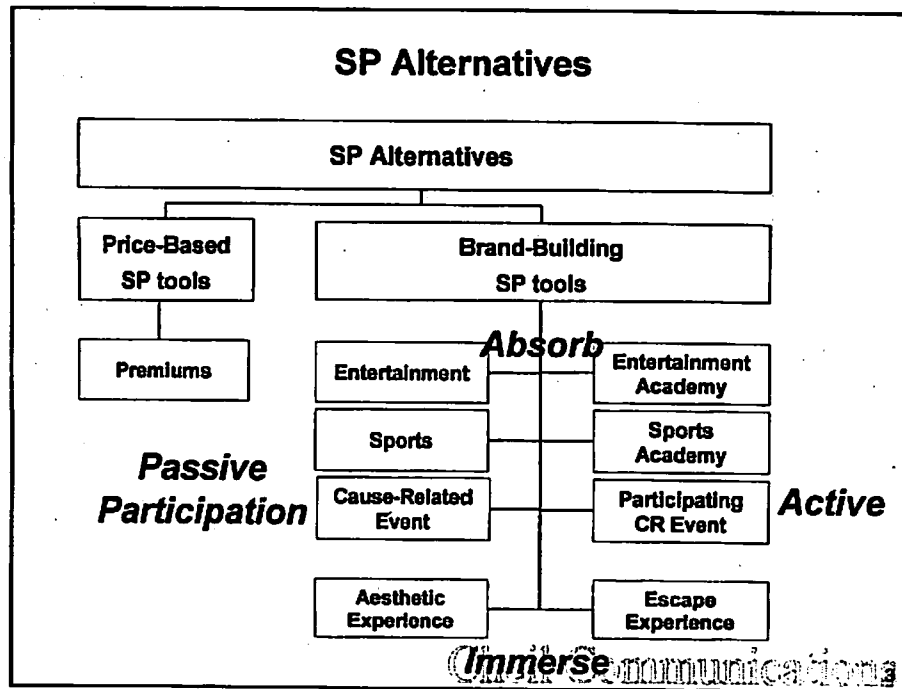 SP Alternatives
SP Alternatives
Price-Based
SP tools
Brand-Building
SP tools
Absorb
Premiums
Entertainment
Entertainment
Academy
Sports
Sports
Academy
Passive
Participation
Cause-Related
Event
Participating
CR Event
Active
Aesthetic
Experience
Escape
Experience
Immerse
Communications